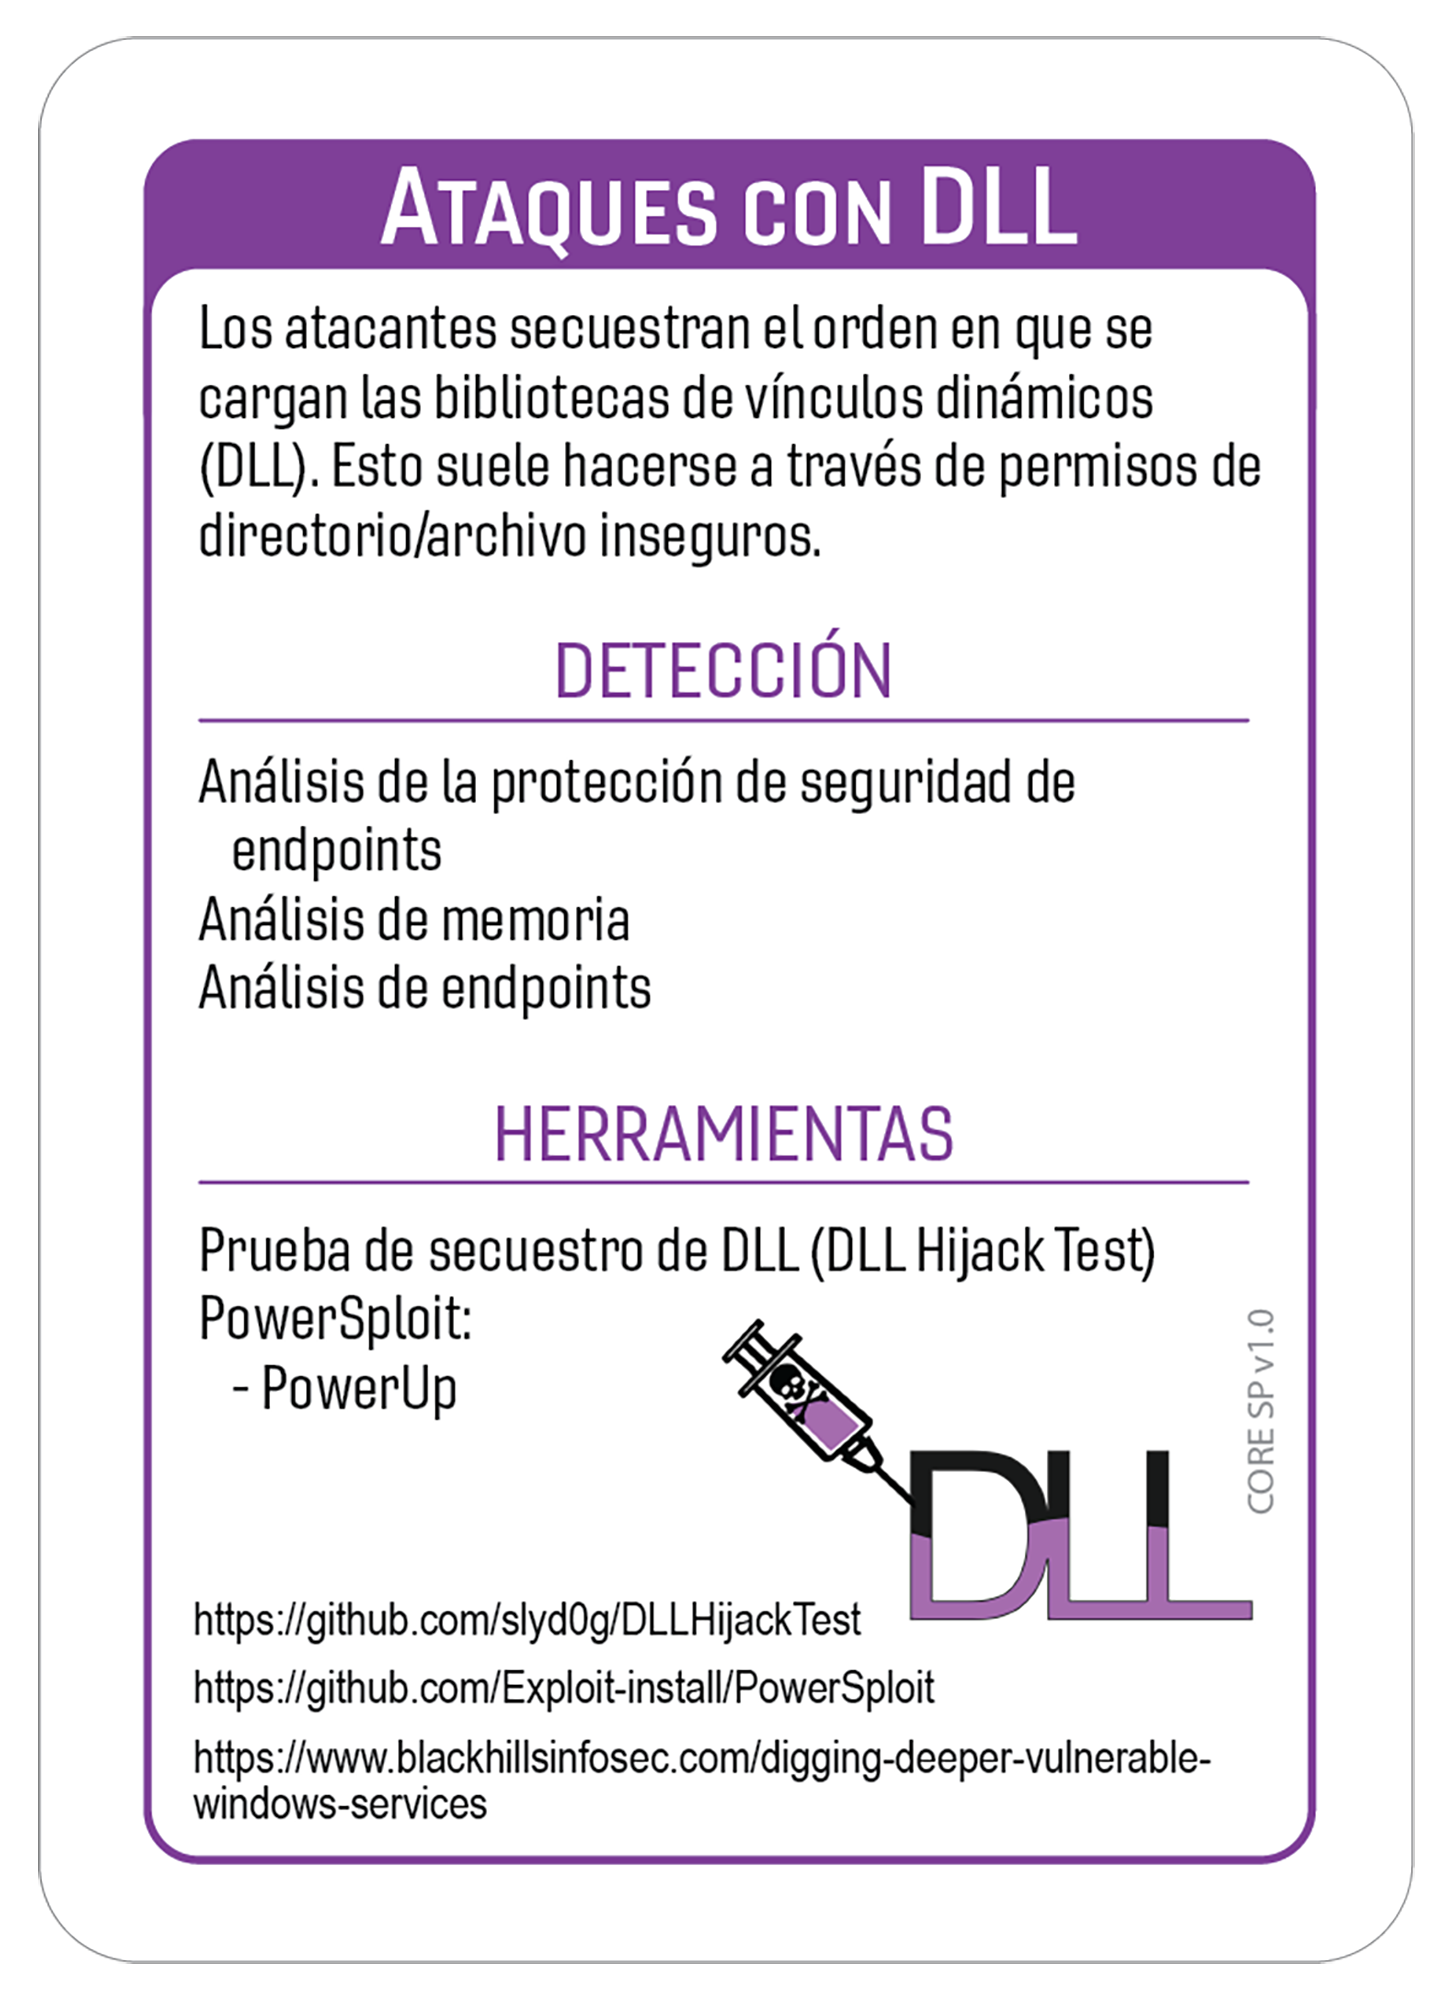 Ataques con DLL
Los atacantes secuestran el orden en que se
cargan las bibliotecas de vínculos dinámicos
(DLL). Esto suele hacerse a través de permisos de
directorio/archivo inseguros.
DETECCIÓN
Análisis de la protección de seguridad de
endpoints
Análisis de memoria
Análisis de endpoints
HERRAMIENTAS
Prueba de secuestro de DLL (DLL Hijack Test)
PowerSploit:
- PowerUp
CORE SP v1.0
DLL
https://github.com/slyd0g/DLLHijackTest
https://github.com/Exploit-install/PowerSploit
https://www.blackhillsinfosec.com/digging-deeper-vulnerable-
windows-services